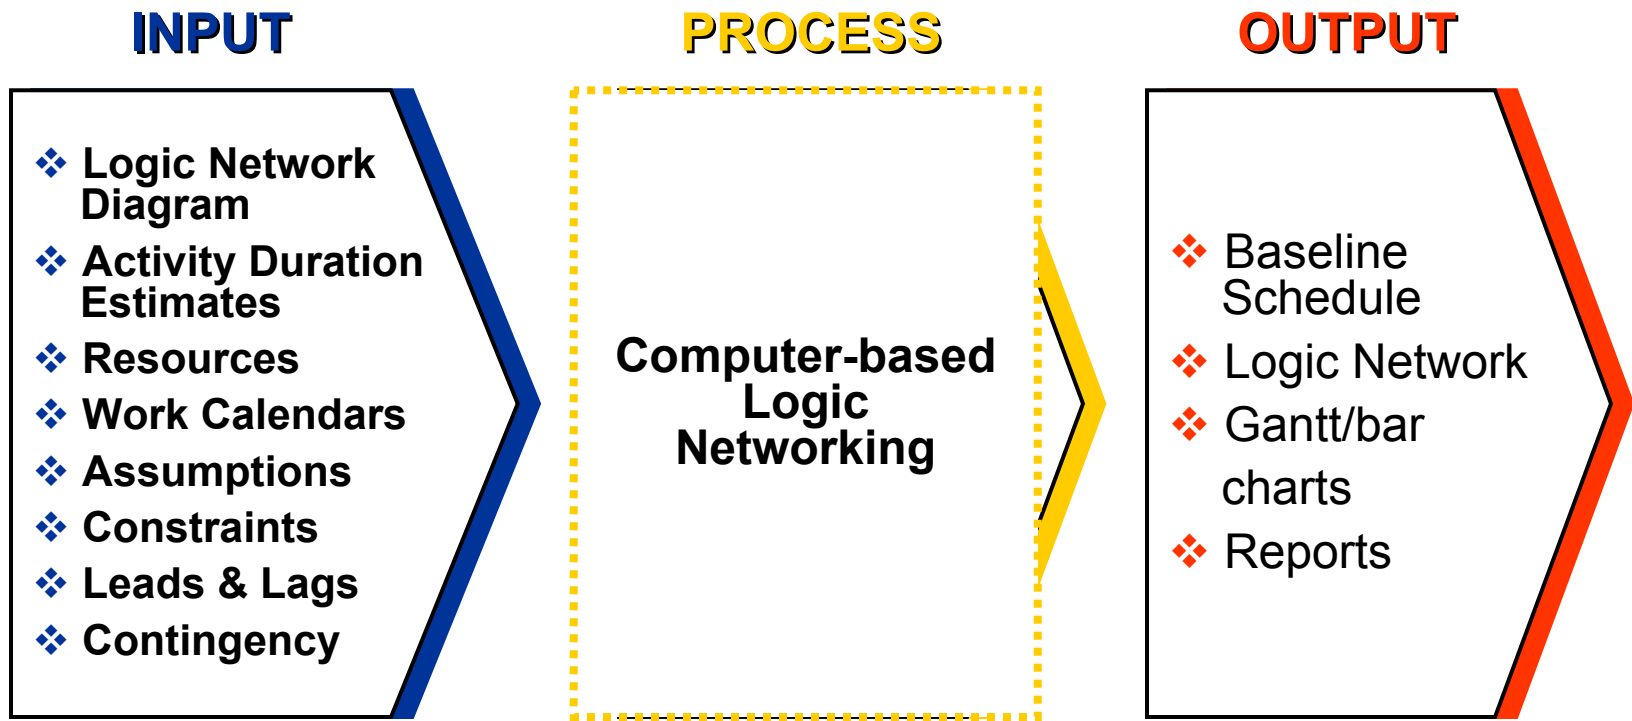 INPUT
Logic Network
Diagram
Activity Duration
Estimates
Resources
Work Calendars
Assumptions
Constraints
Leads & Lags
Contingency
PROCESS
Computer-based
Logic
Networking
OUTPUT
Baseline
Schedule
Logic Network
Gantt/bar
charts
Reports